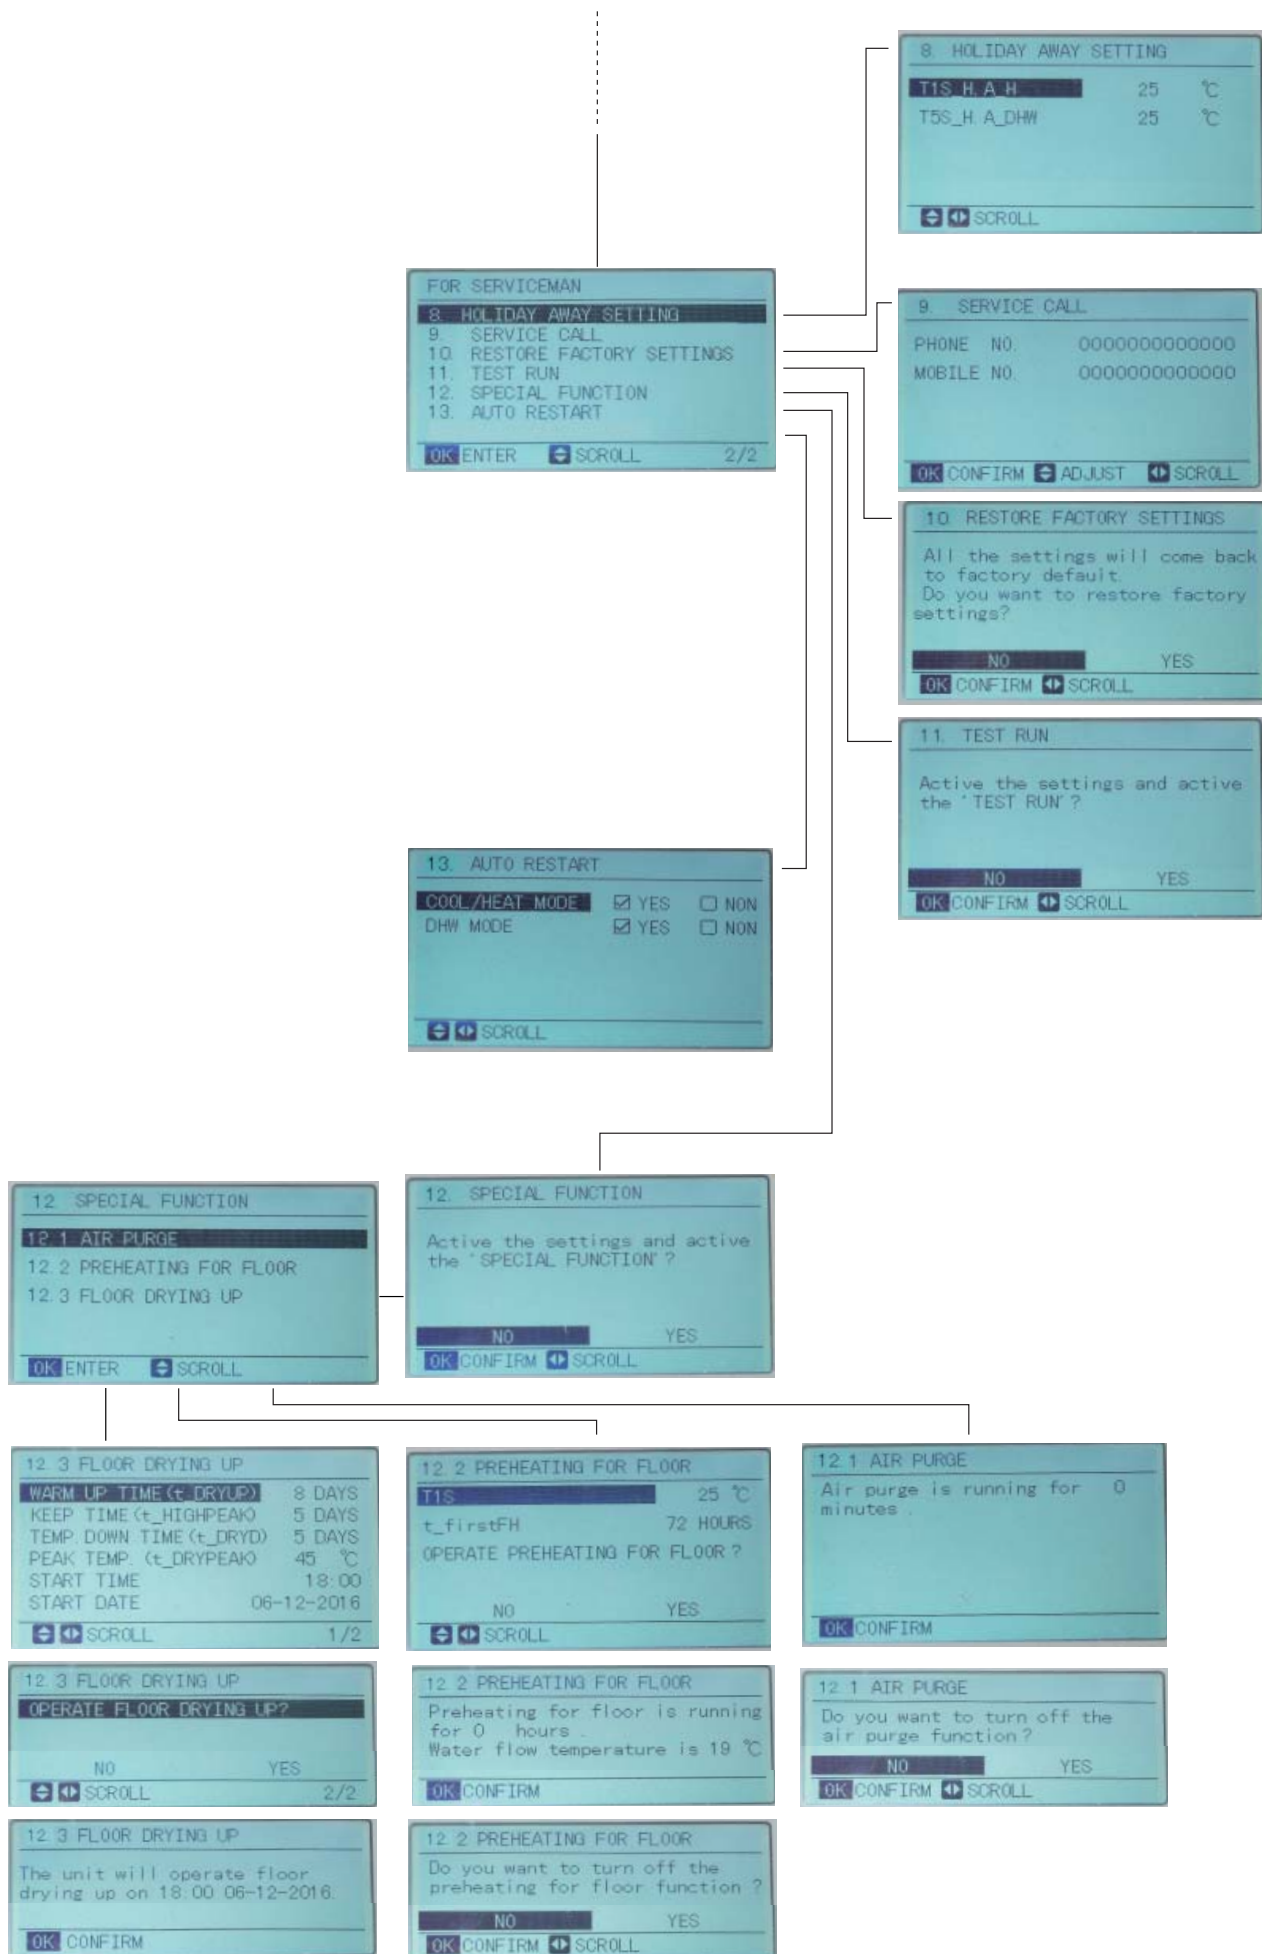 8. HOLIDAY AWAY SETTING
T1S_H.A_H 25 ℃
T5S_H.A_DHW 25 ℃
SCROLL
FOR SERVICEMAN
8. HOLIDAY AWAY SETTING
9. SERVICE CALL
10. RESTORE FACTORY SETTINGS
11. TEST RUN
12. SPECIAL FUNCTION
13. AUTO RESTART
OK ENTER SCROLL 2/2
9. SERVICE CALL
PHONE NO. 0000000000000
MOBILE NO. 0000000000000
OK CONFIRM ADJUST SCROLL
10. RESTORE FACTORY SETTINGS
All the settings will come back
to factory default.
Do you want to restore factory
settings?
NO YES
OK CONFIRM SCROLL
11. TEST RUN
Active the settings and active
the 'TEST RUN'?
NO YES
OK CONFIRM SCROLL
13. AUTO RESTART
COOL/HEAT MODE YES NON
DHW MODE YES NON
SCROLL
12. SPECIAL FUNCTION
12.1 AIR PURGE
12.2 PREHEATING FOR FLOOR
12.3 FLOOR DRYING UP
OK ENTER SCROLL
12. SPECIAL FUNCTION
Active the settings and active
the 'SPECIAL FUNCTION'?
NO YES
OK CONFIRM SCROLL
12.3 FLOOR DRYING UP
WARM UP TIME(t_DRYUP) 8 DAYS
KEEP TIME(t_HIGHPEAK) 5 DAYS
TEMP.DOWN TIME(t_DRYD) 5 DAYS
PEAK TEMP.(t_DRYPEAK) 45 ℃
START TIME 18:00
START DATE 06-12-2016
SCROLL 1/2
12.2 PREHEATING FOR FLOOR
T1S 25 ℃
t_firstFH 72 HOURS
OPERATE PREHEATING FOR FLOOR?
NO YES
SCROLL
12.1 AIR PURGE
Air purge is running for 0
minutes.
OK CONFIRM
12.3 FLOOR DRYING UP
OPERATE FLOOR DRYING UP?
NO YES
SCROLL 2/2
12.2 PREHEATING FOR FLOOR
Preheating for floor is running
for 0 hours.
Water flow temperature is 19 ℃
OK CONFIRM
12.1 AIR PURGE
Do you want to turn off the
air purge function?
NO YES
OK CONFIRM SCROLL
12.3 FLOOR DRYING UP
The unit will operate floor
drying up on 18:00 06-12-2016.
OK CONFIRM
12.2 PREHEATING FOR FLOOR
Do you want to turn off the
preheating for floor function?
NO YES
OK CONFIRM SCROLL